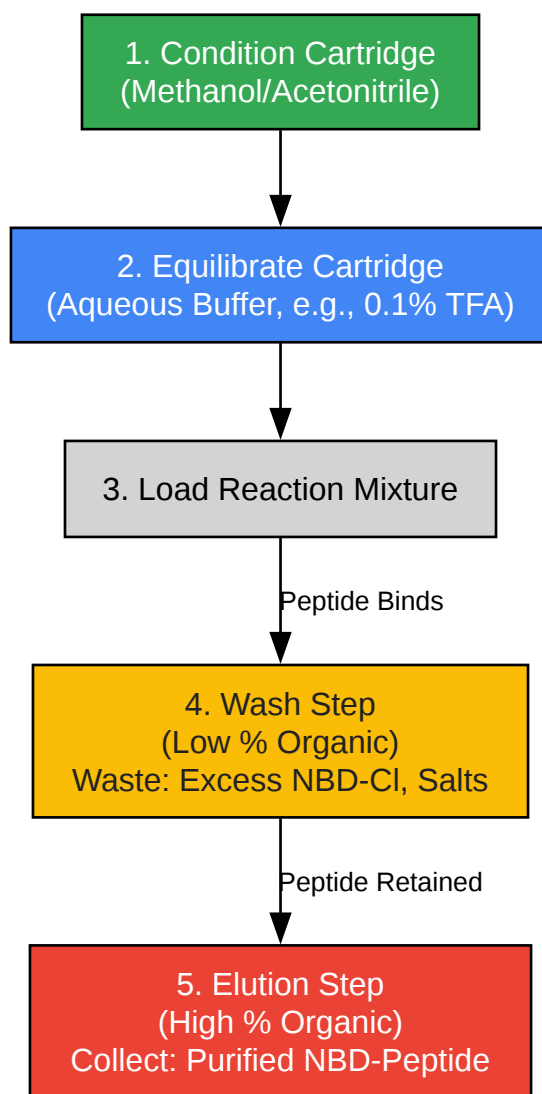 1. Condition Cartridge
(Methanol/Acetonitrile)
2. Equilibrate Cartridge
(Aqueous Buffer, e.g., 0.1% TFA)
3. Load Reaction Mixture
Peptide Binds
4. Wash Step
(Low % Organic)
Waste: Excess NBD-Cl, Salts
Peptide Retained
5. Elution Step
(High % Organic)
Collect: Purified NBD-Peptide